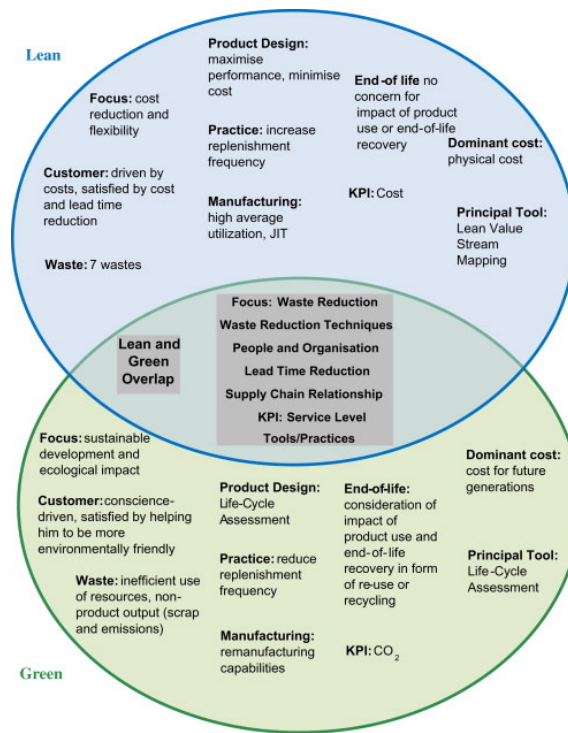 Lean
Product Design:
maximise
performance, minimise
cost
Focus: cost
reduction and
flexibility
End-of life no
concern for
impact of product
use or end-of-life
recovery
Practice: increase
replenishment
frequency
Dominant cost:
physical cost
Customer: driven by
costs, satisfied by cost
and lead time
reduction
Manufacturing:
high average
utilization, JIT
KPI: Cost
Principal Tool:
Lean Value
Stream
Mapping
Waste: 7 wastes
Lean and
Green
Overlap
Focus: Waste Reduction
Waste Reduction Techniques
People and Organisation
Lead Time Reduction
Supply Chain Relationship
KPI: Service Level
Tools/Practices
Focus: sustainable
development and
ecological impact
Dominant cost:
cost for future
generations
Customer: conscience-
driven, satisfied by helping
him to be more
environmentally friendly
Product Design:
Life-Cycle
Assessment
End-of-life:
consideration of
impact of
product use and
end-of-life
recovery in form
of re-use or
recycling
Practice: reduce
replenishment
frequency
Principal Tool:
Life-Cycle
Assessment
Waste: inefficient use
of resources, non-
product output (scrap
and emissions)
Manufacturing:
remanufacturing
capabilities
KPI: CO₂
Green